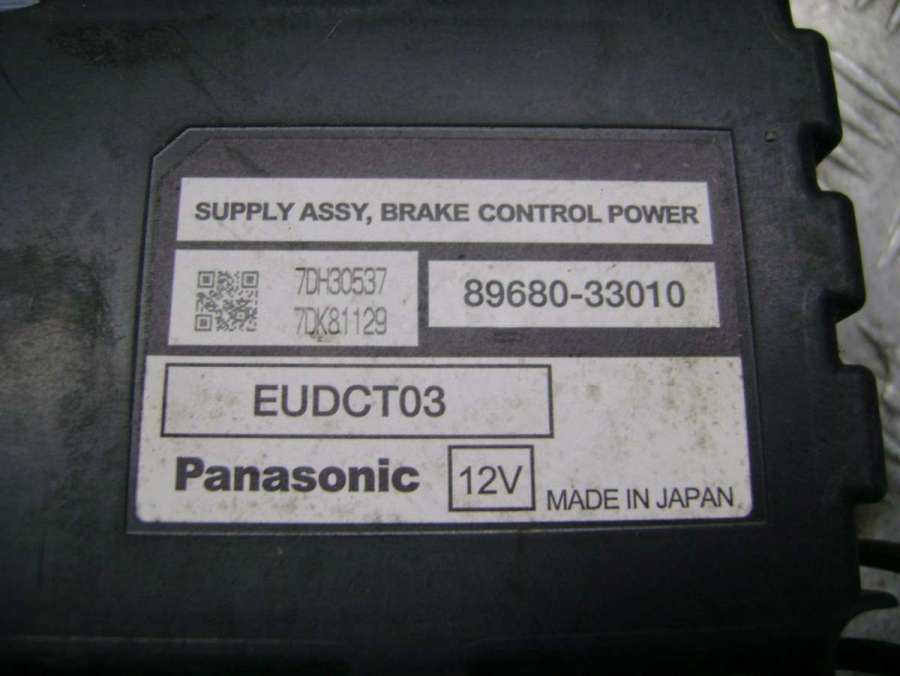 SUPPLY ASSY, BRAKE CONTROL POWER
7DH30537
7DK81129
89680-33010
EUDCT03
Panasonic
12V
MADE IN JAPAN